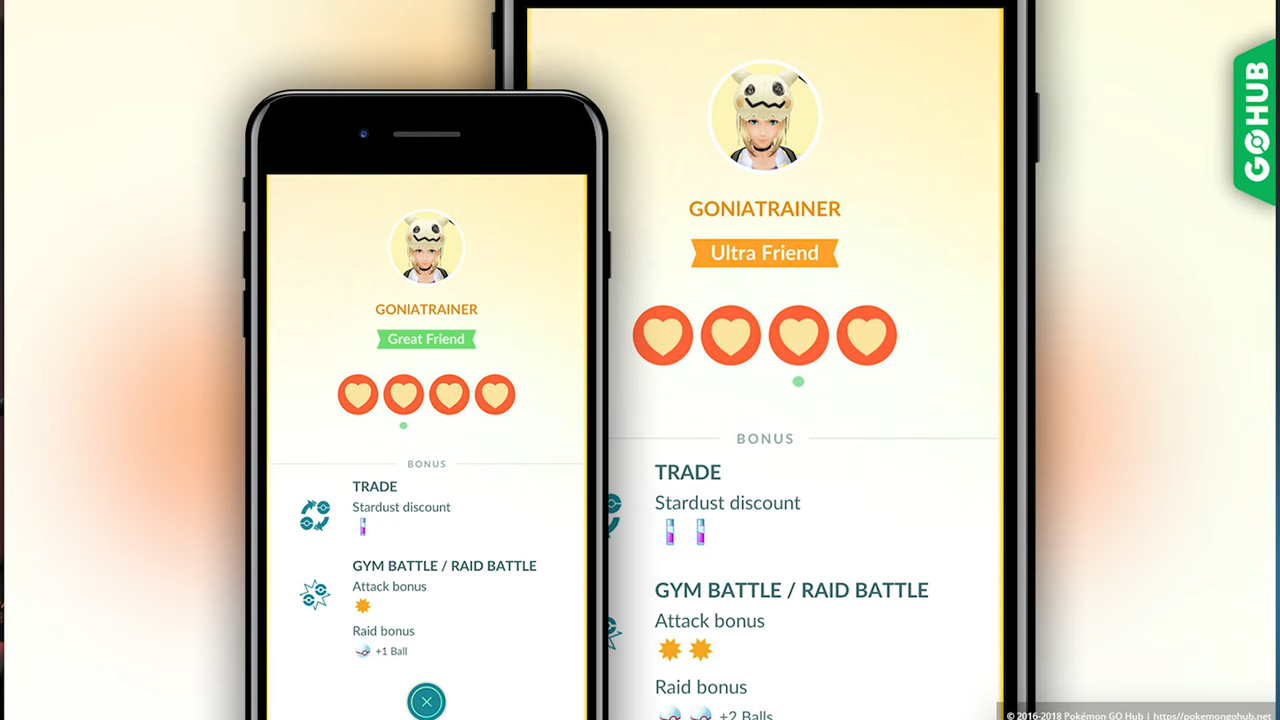 GONIATRAINER
Great Friend
BONUS
TRADE
Stardust discount
GYM BATTLE / RAID BATTLE
Attack bonus
Raid bonus
+1 Ball
GONIATRAINER
Ultra Friend
BONUS
TRADE
Stardust discount
GYM BATTLE / RAID BATTLE
Attack bonus
Raid bonus
+2 Balls
GOHUB
© 2016-2018 Pokémon GO Hub | https//pokemongohub.net